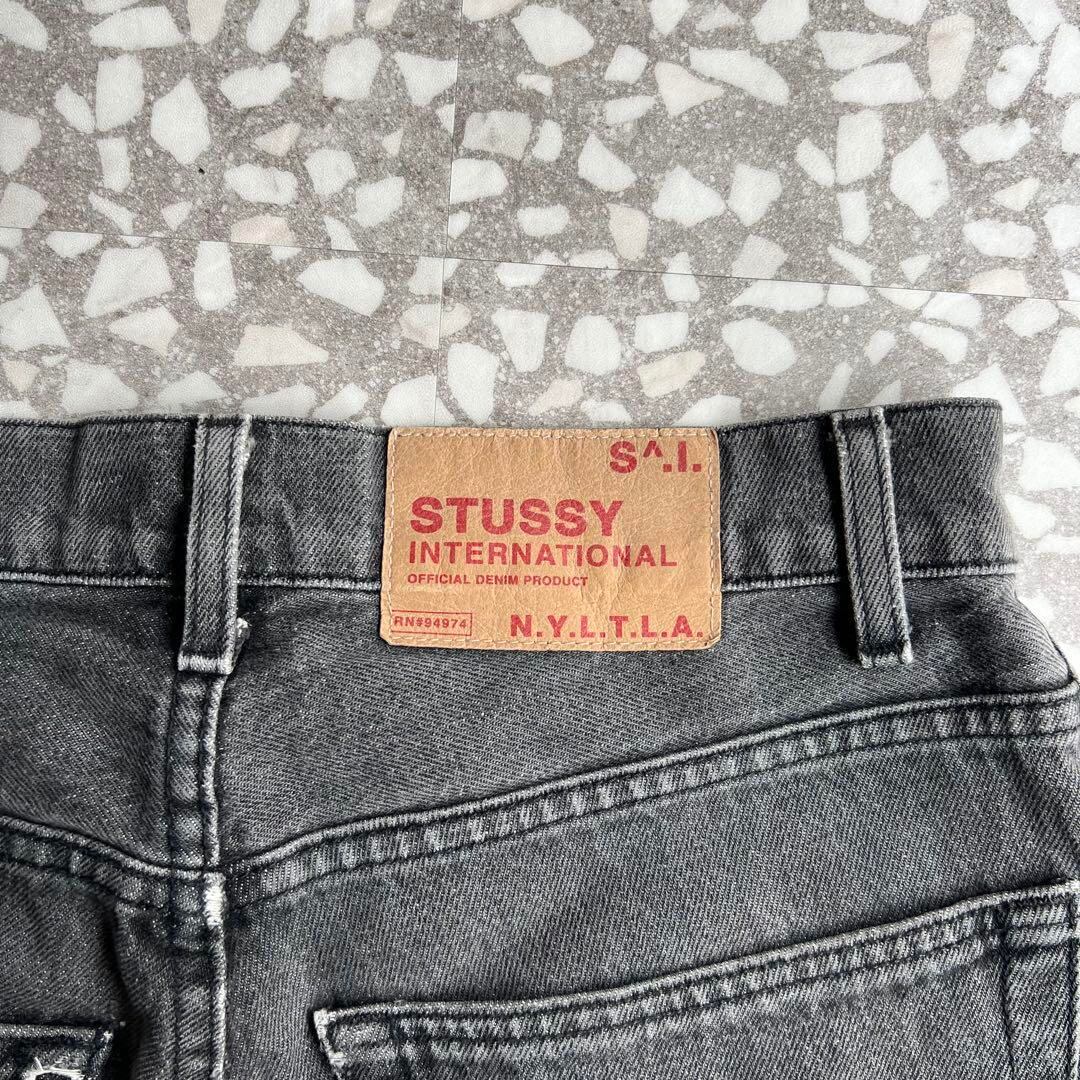 S^.I.
STUSSY
INTERNATIONAL
OFFICIAL DENIM PRODUCT
RN#94974
N.Y.L.T.L.A.